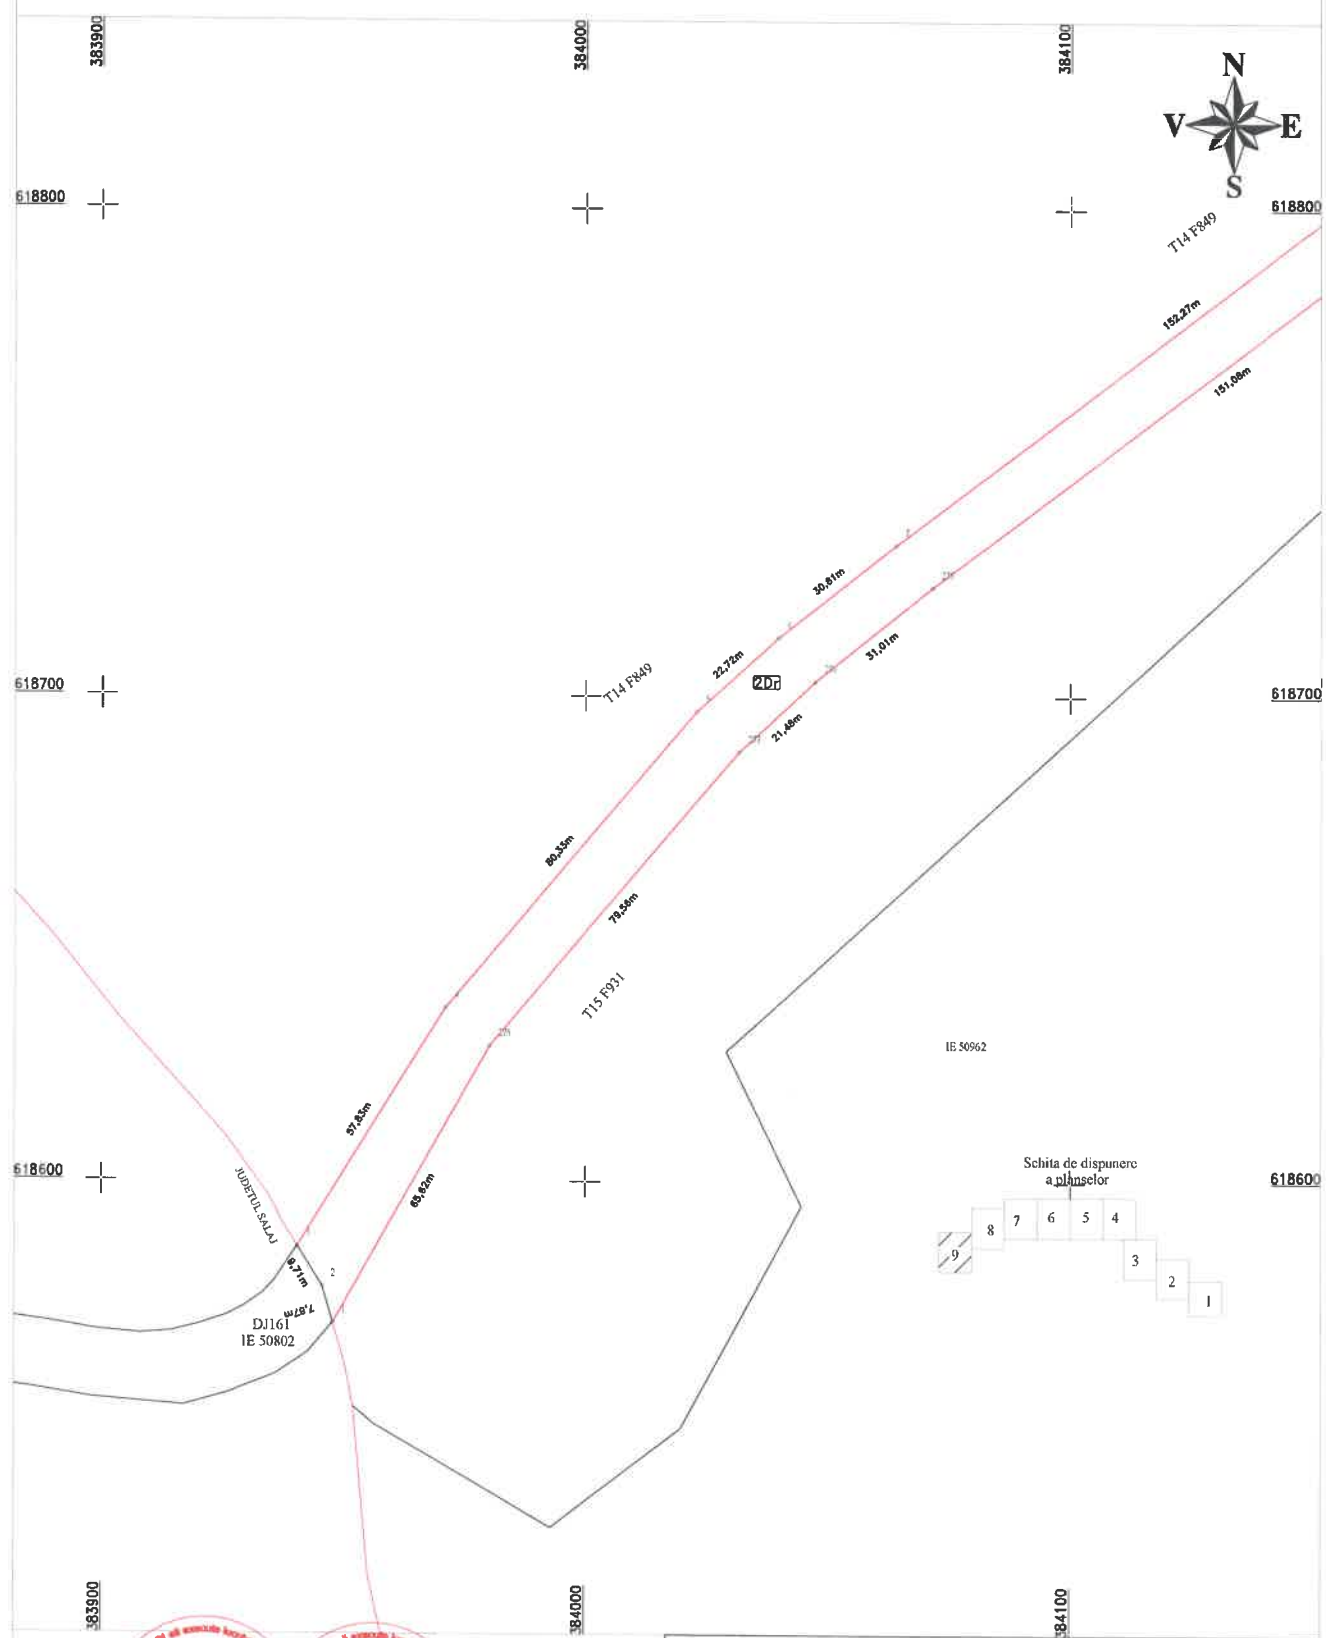 383900
384000
384100
N
V E
S
618800
618800
T14 F849
152,27m
151,08m
30,81m
31,01m
22,72m
2Dr
21,48m
618700
T14 F849
618700
80,33m
79,56m
T15 F931
IE 50962
57,83m
65,62m
618600
JUDETUL SALAJ
Schita de dispunere
a planselor
618600
9 8 7 6 5 4 3 2 1
9,71m
2
7,87m
DJ161
IE 50802
383900
384000
384100